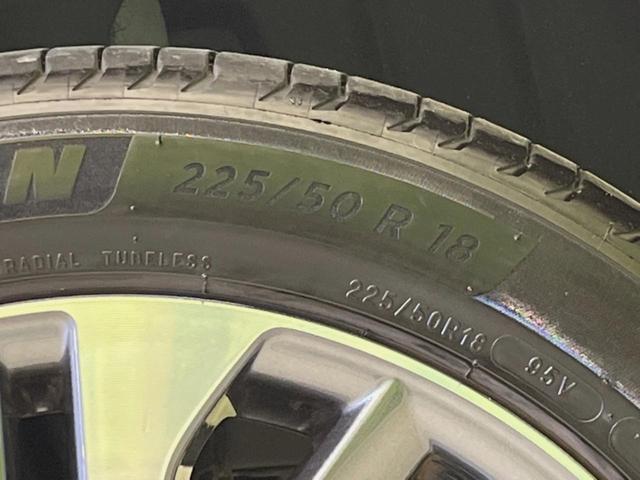 N
225/50 R 18
RADIAL TUBELESS
225/50R18
95V